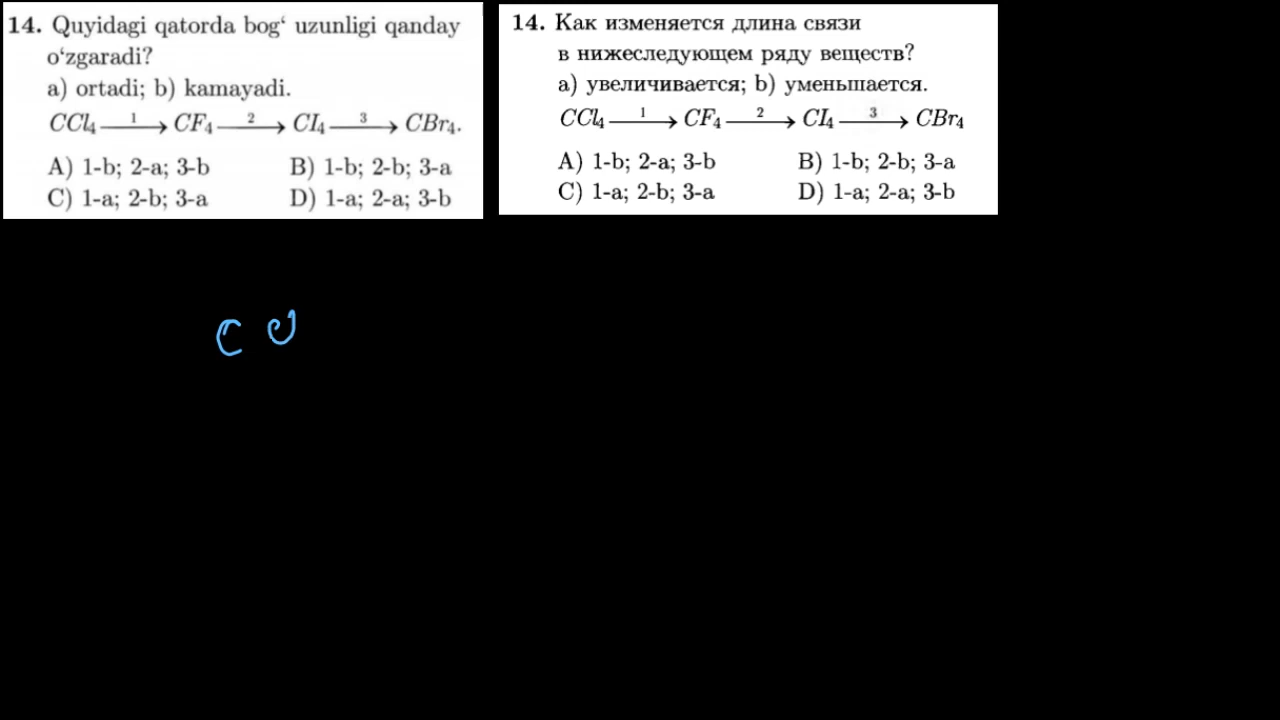 14. Quyidagi qatorda bog‘ uzunligi qanday
o‘zgaradi?
a) ortadi; b) kamayadi.
CCl₄ —1→ CF₄ —2→ CI₄ —3→ CBr₄.
A) 1-b; 2-a; 3-b B) 1-b; 2-b; 3-a
C) 1-a; 2-b; 3-a D) 1-a; 2-a; 3-b
14. Как изменяется длина связи
в нижеследующем ряду веществ?
a) увеличивается; b) уменьшается.
CCl₄ —1→ CF₄ —2→ CI₄ —3→ CBr₄
A) 1-b; 2-a; 3-b B) 1-b; 2-b; 3-a
C) 1-a; 2-b; 3-a D) 1-a; 2-a; 3-b
C